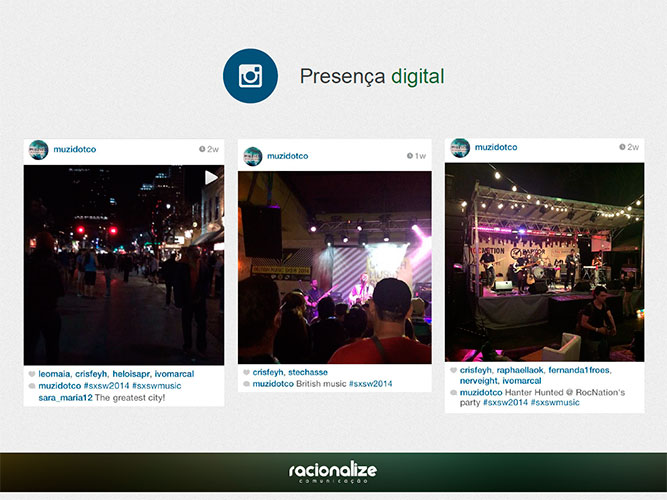 Presença digital
muzidotco 2w
leomaia, crisfeyh, heloisapr, ivomarcal
muzidotco #sxsw2014 #sxswmusic
sara_maria12 The greatest city!
muzidotco 1w
crisfeyh, stechasse
muzidotco British music #sxsw2014
muzidotco 2w
crisfeyh, raphaellaok, fernanda1froes,
nerveight, ivomarcal
muzidotco Hanter Hunted @ RocNation's
party #sxsw2014 #sxswmusic
racionalize
comunicação